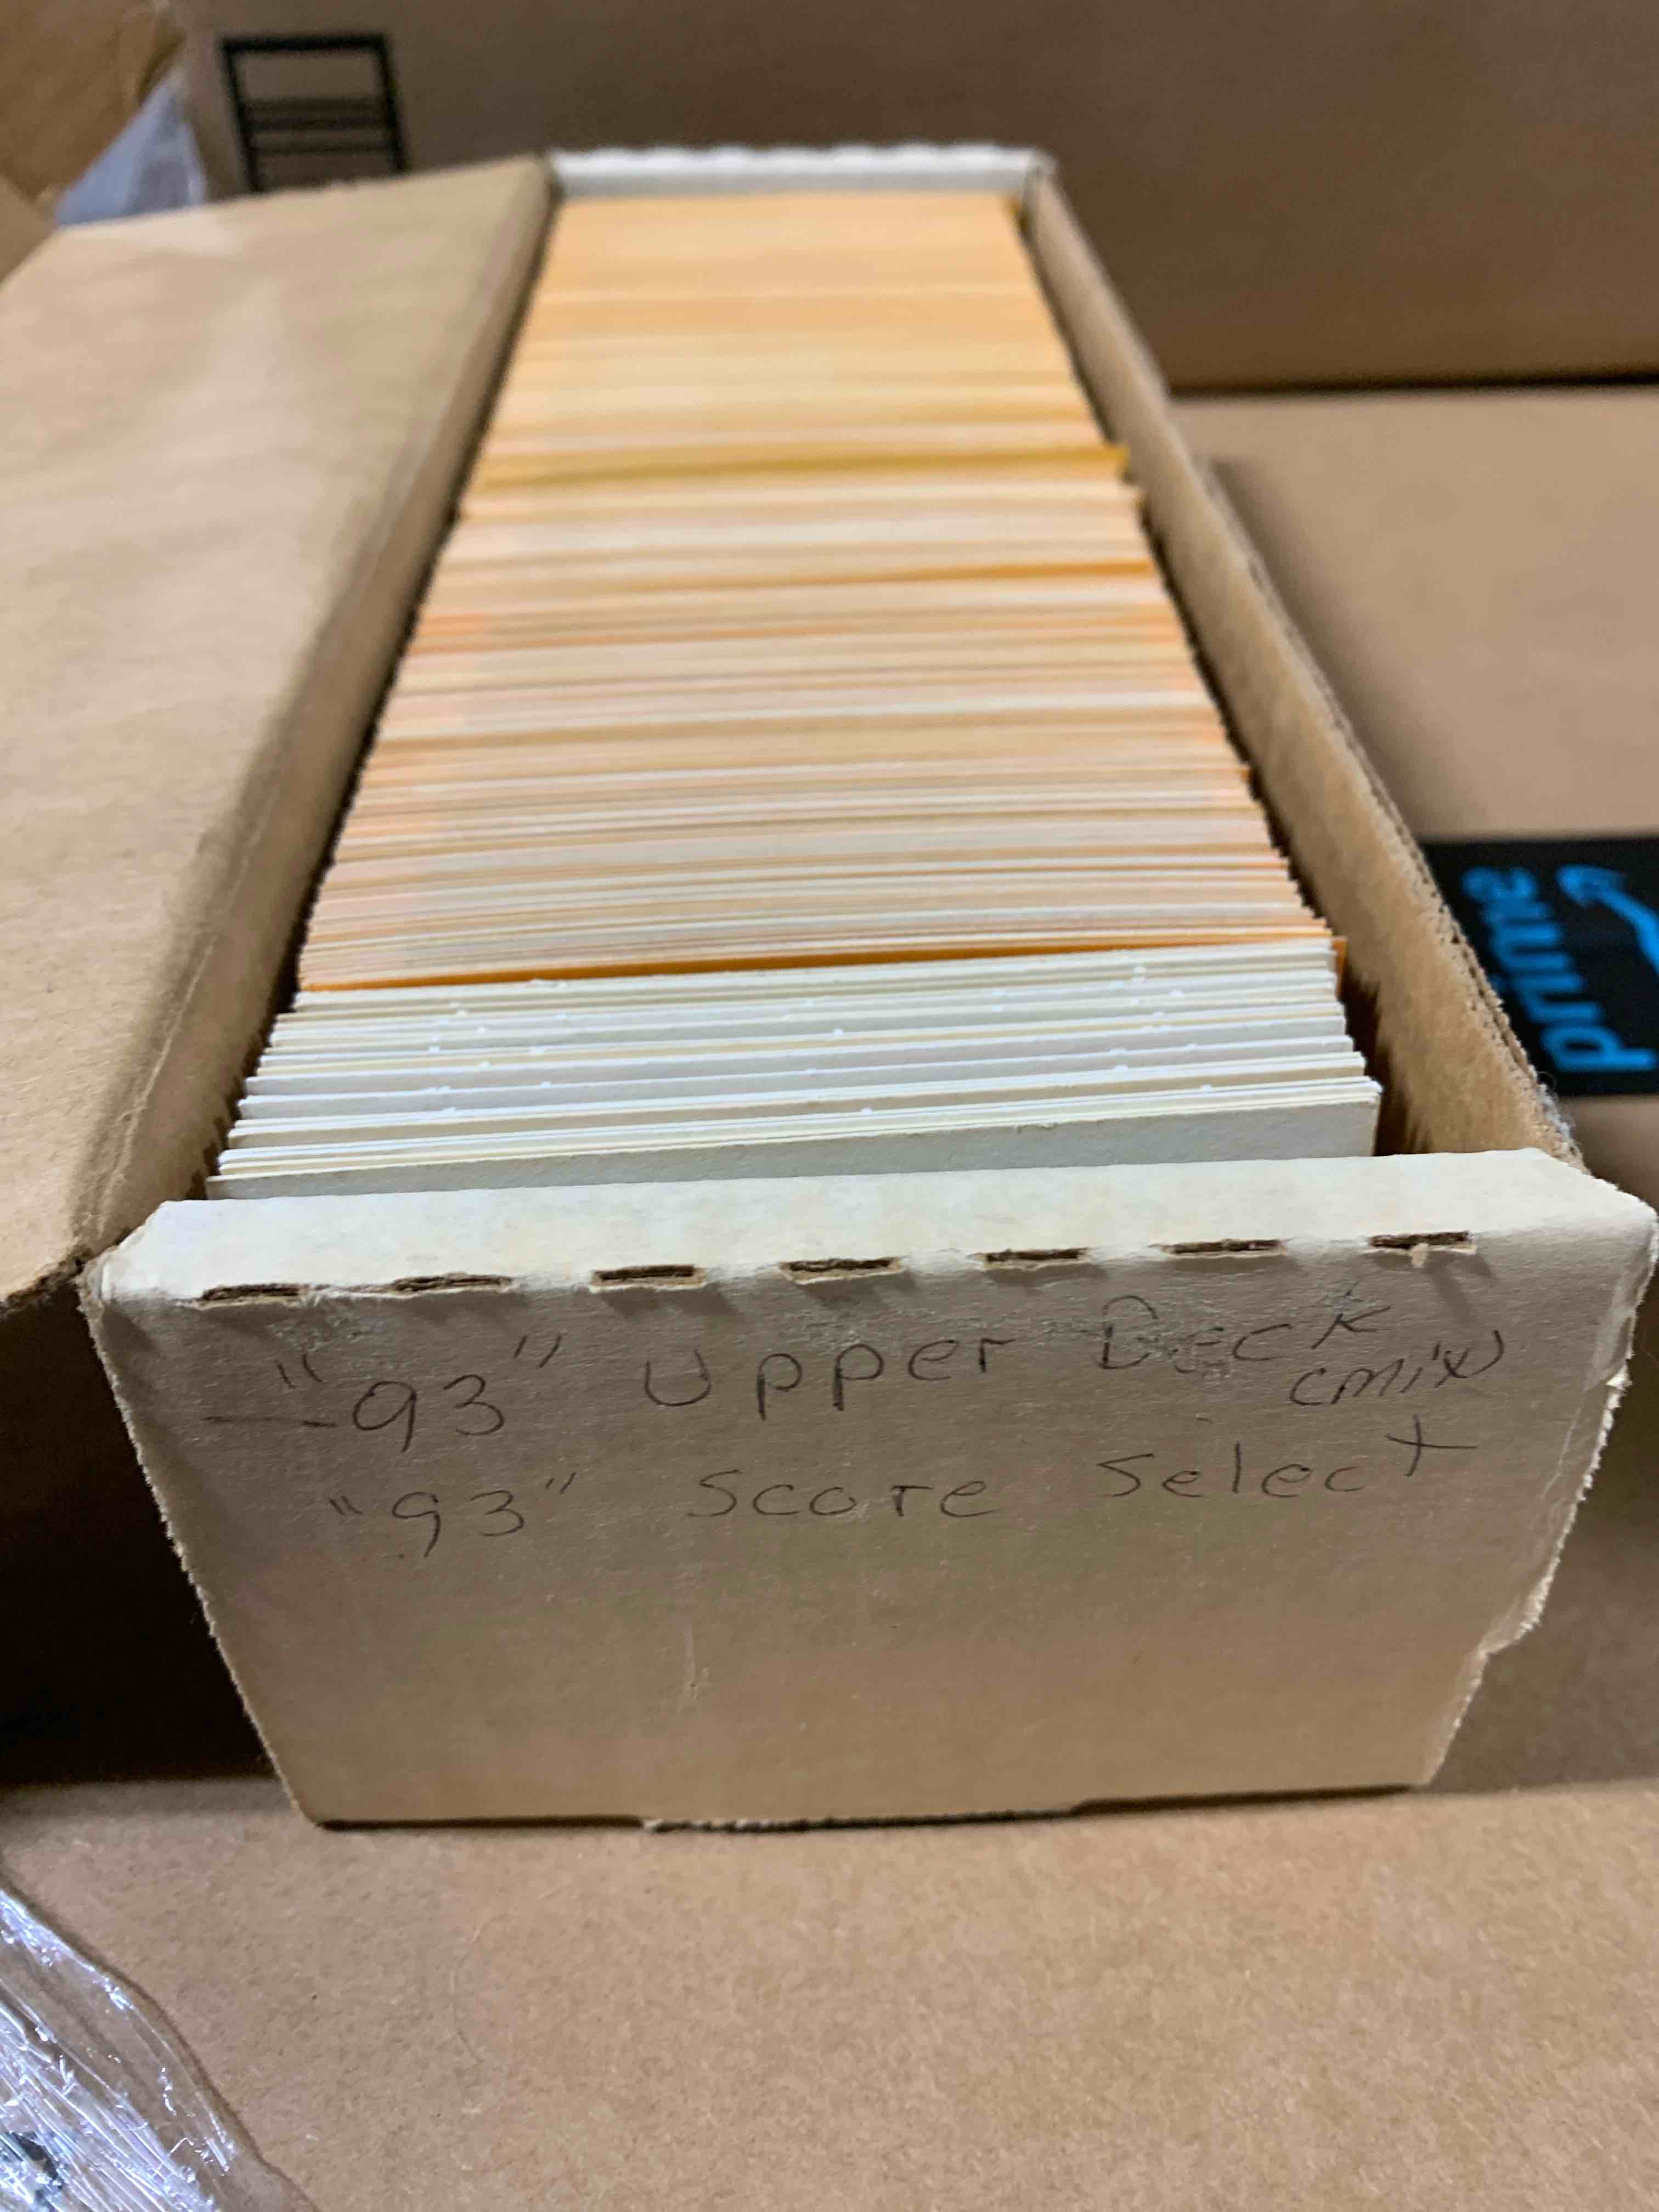 "93" Upper Deck
(mix)
"93" Score Select
prime